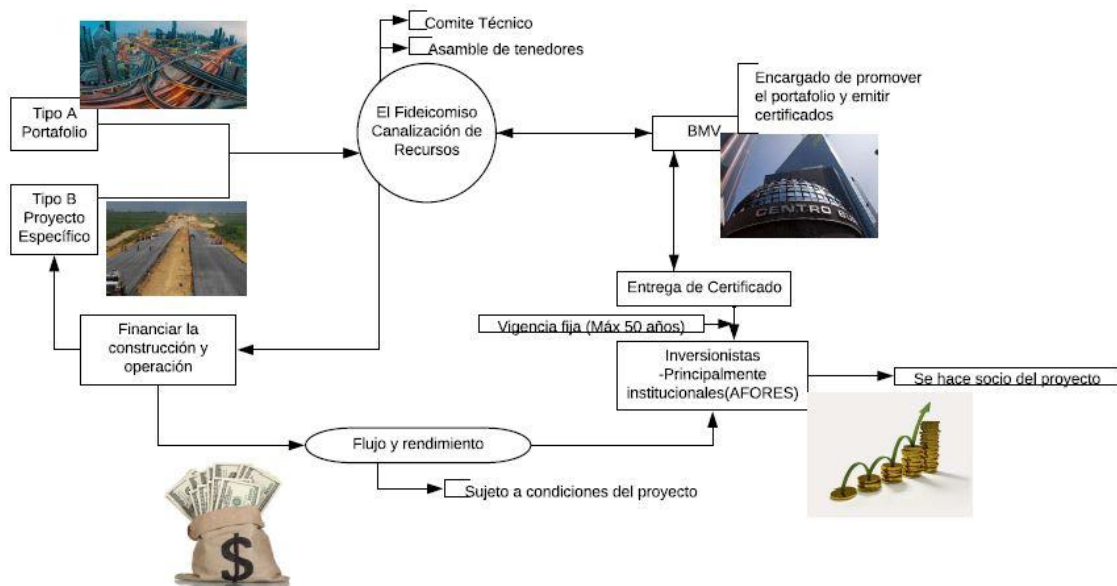 Comite Técnico
Asamble de tenedores
Tipo A
Portafolio
El Fideicomiso
Canalización de
Recursos
Encargado de promover
el portafolio y emitir
certificados
BMV
CENTRO
Tipo B
Proyecto
Específico
Entrega de Certificado
Vigencia fija (Máx 50 años)
Financiar la
construcción y
operación
Inversionistas
-Principalmente
institucionales(AFORES)
Se hace socio del proyecto
Flujo y rendimiento
Sujeto a condiciones del proyecto
$